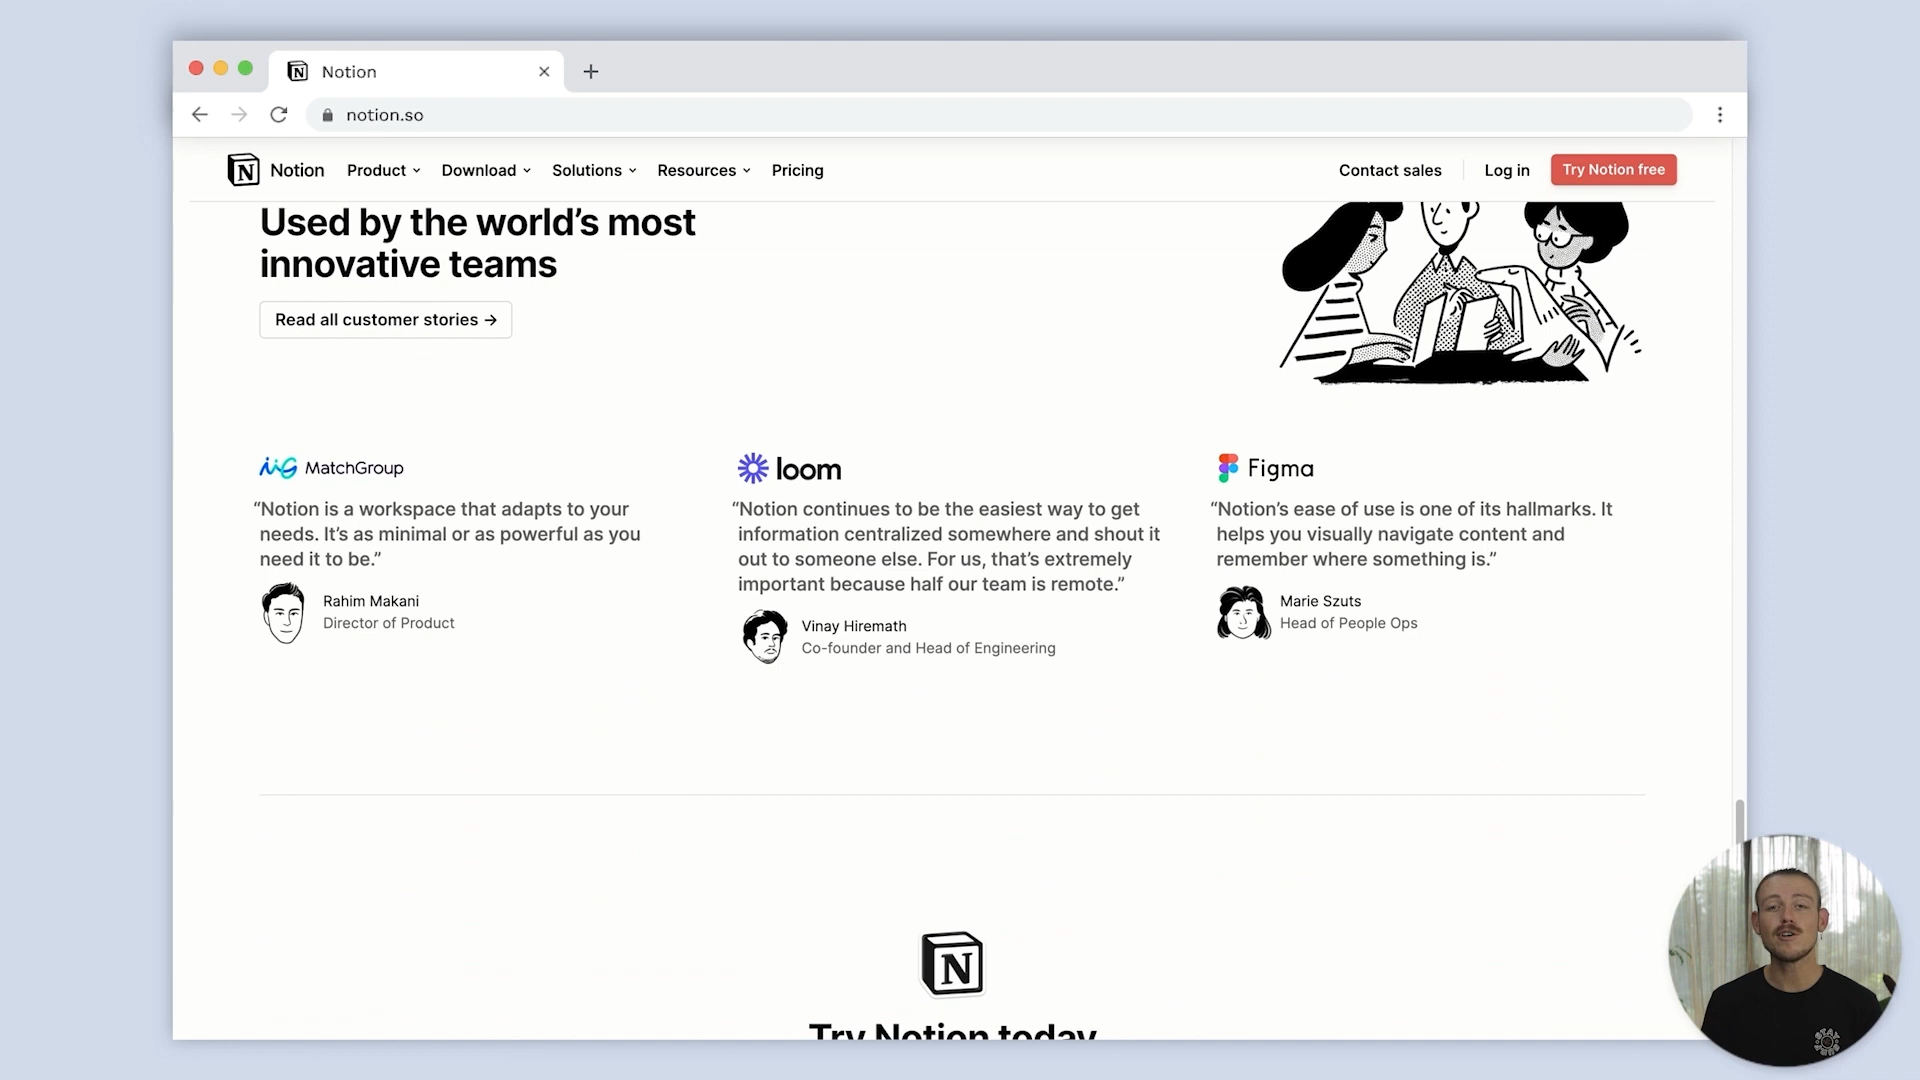 Notion
notion.so
Notion Product Download Solutions Resources Pricing Contact sales Log in Try Notion free
Used by the world’s most
innovative teams
Read all customer stories →
MatchGroup
“Notion is a workspace that adapts to your
needs. It’s as minimal or as powerful as you
need it to be.”
Rahim Makani
Director of Product
loom
“Notion continues to be the easiest way to get
information centralized somewhere and shout it
out to someone else. For us, that’s extremely
important because half our team is remote.”
Vinay Hiremath
Co-founder and Head of Engineering
Figma
“Notion’s ease of use is one of its hallmarks. It
helps you visually navigate content and
remember where something is.”
Marie Szuts
Head of People Ops
N
Try Notion today